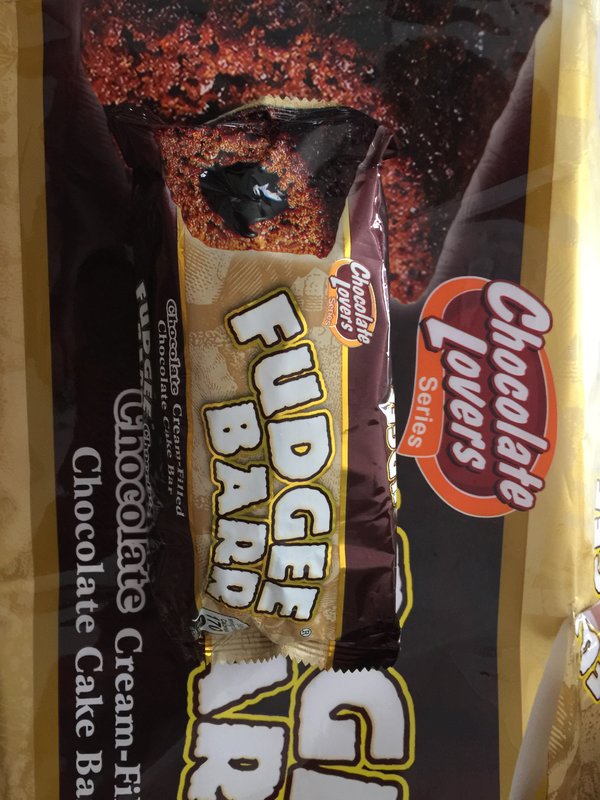 Chocolate
Lovers
Series
FUDGEE
BARR
®
Chocolate Cream-Filled
Chocolate Cake Bar
FUDGEE
Chocolate
Lovers
Series
Chocolate Cream-Fi
Chocolate Cake Ba